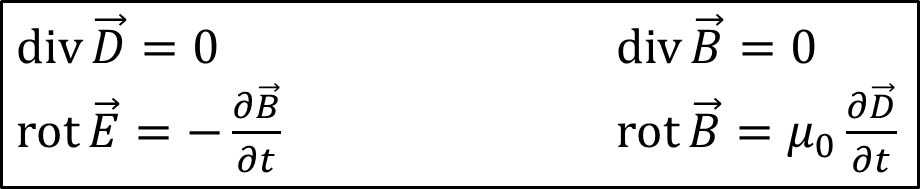 div D⃗ = 0 div B⃗ = 0
rot E⃗ = − ∂B⃗/∂t rot B⃗ = μ₀ ∂D⃗/∂t